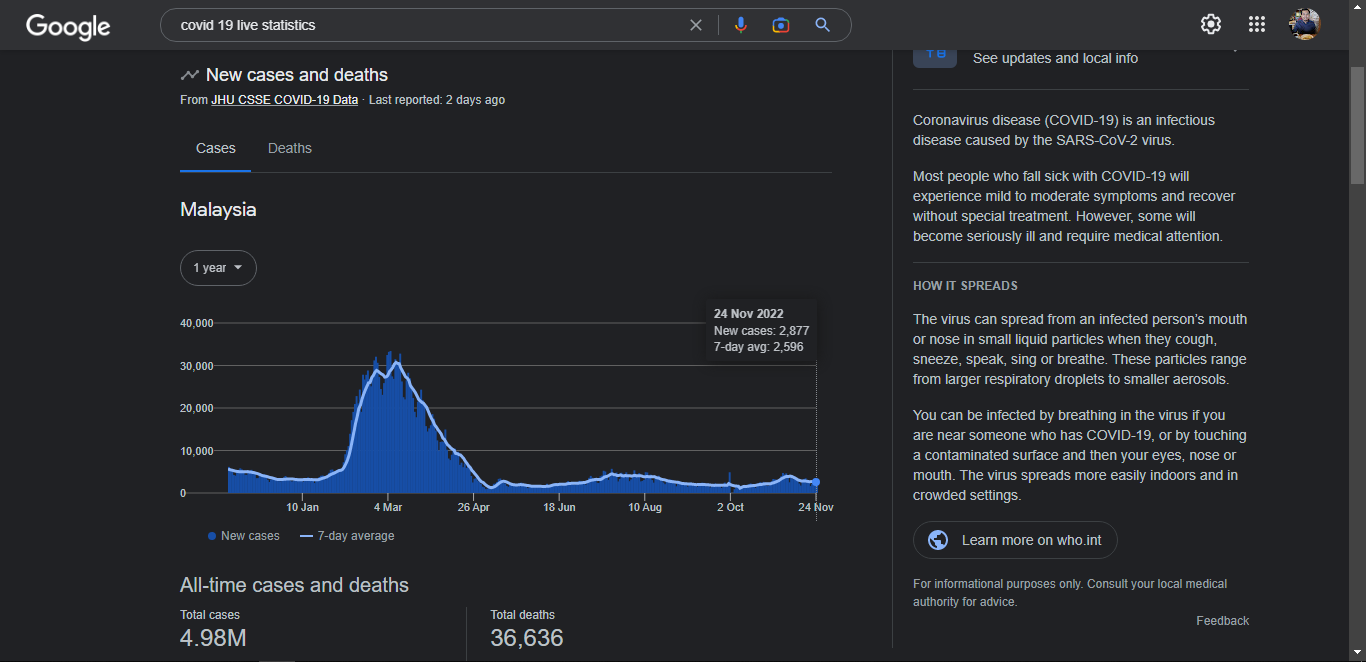 Google
covid 19 live statistics
New cases and deaths
From JHU CSSE COVID-19 Data · Last reported: 2 days ago
Cases
Deaths
Malaysia
1 year
24 Nov 2022
New cases: 2,877
7-day avg: 2,596
40,000
30,000
20,000
10,000
0
10 Jan
4 Mar
26 Apr
18 Jun
10 Aug
2 Oct
24 Nov
New cases
7-day average
All-time cases and deaths
Total cases
4.98M
Total deaths
36,636
See updates and local info
Coronavirus disease (COVID-19) is an infectious
disease caused by the SARS-CoV-2 virus.
Most people who fall sick with COVID-19 will
experience mild to moderate symptoms and recover
without special treatment. However, some will
become seriously ill and require medical attention.
HOW IT SPREADS
The virus can spread from an infected person's mouth
or nose in small liquid particles when they cough,
sneeze, speak, sing or breathe. These particles range
from larger respiratory droplets to smaller aerosols.
You can be infected by breathing in the virus if you
are near someone who has COVID-19, or by touching
a contaminated surface and then your eyes, nose or
mouth. The virus spreads more easily indoors and in
crowded settings.
Learn more on who.int
For informational purposes only. Consult your local medical
authority for advice.
Feedback